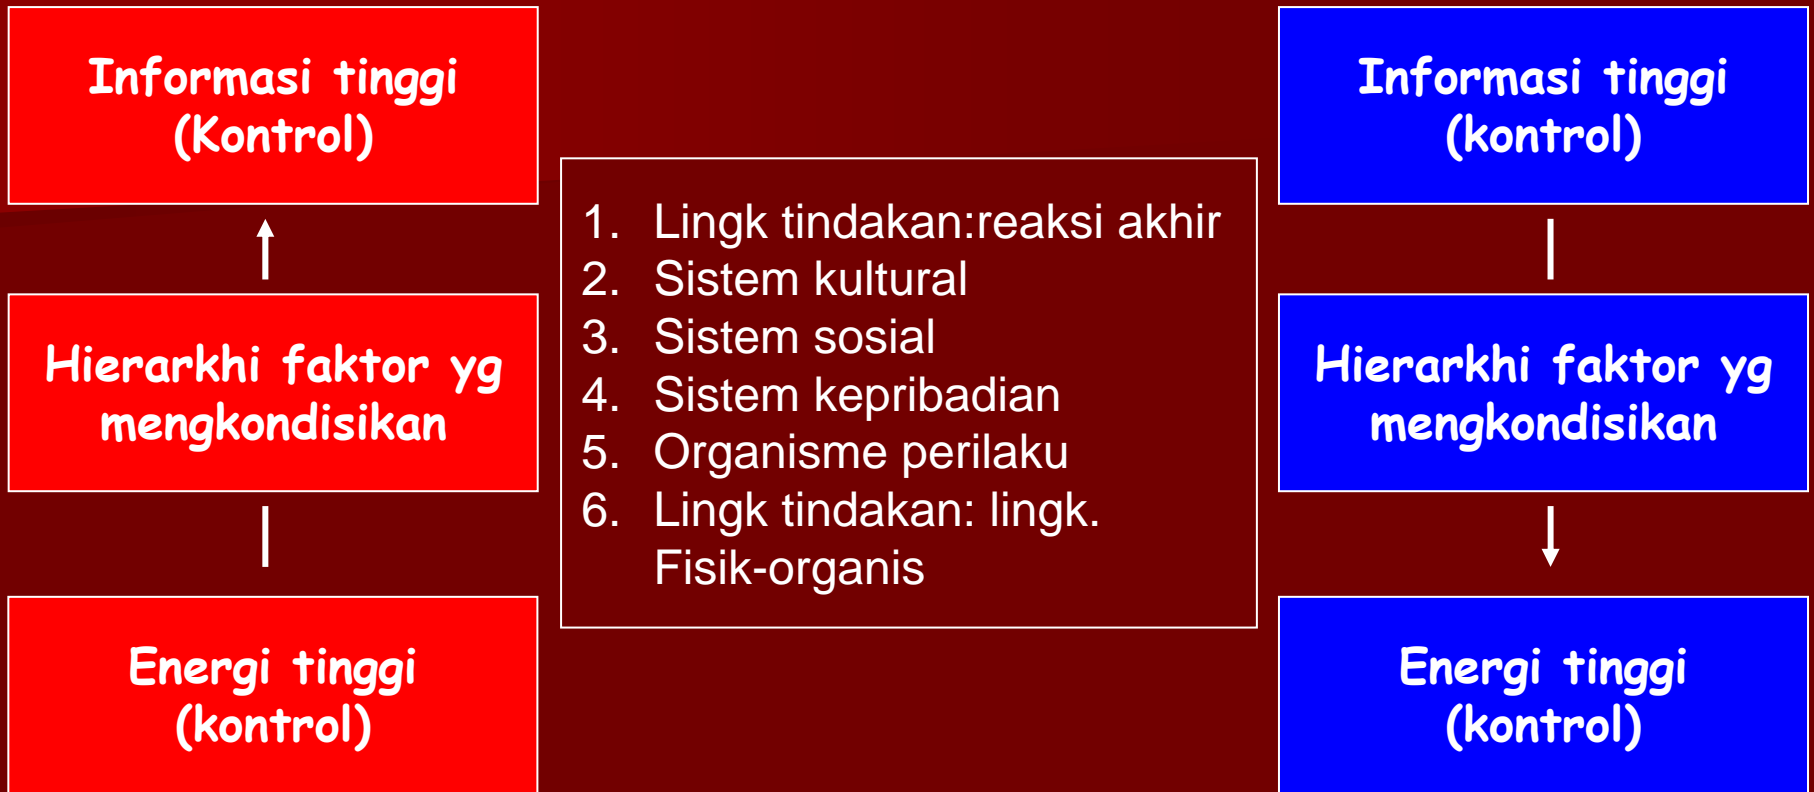 Informasi tinggi
(Kontrol)
Hierarkhi faktor yg
mengkondisikan
Energi tinggi
(kontrol)
1. Lingk tindakan:reaksi akhir
2. Sistem kultural
3. Sistem sosial
4. Sistem kepribadian
5. Organisme perilaku
6. Lingk tindakan: lingk.
Fisik-organis
Informasi tinggi
(kontrol)
Hierarkhi faktor yg
mengkondisikan
Energi tinggi
(kontrol)